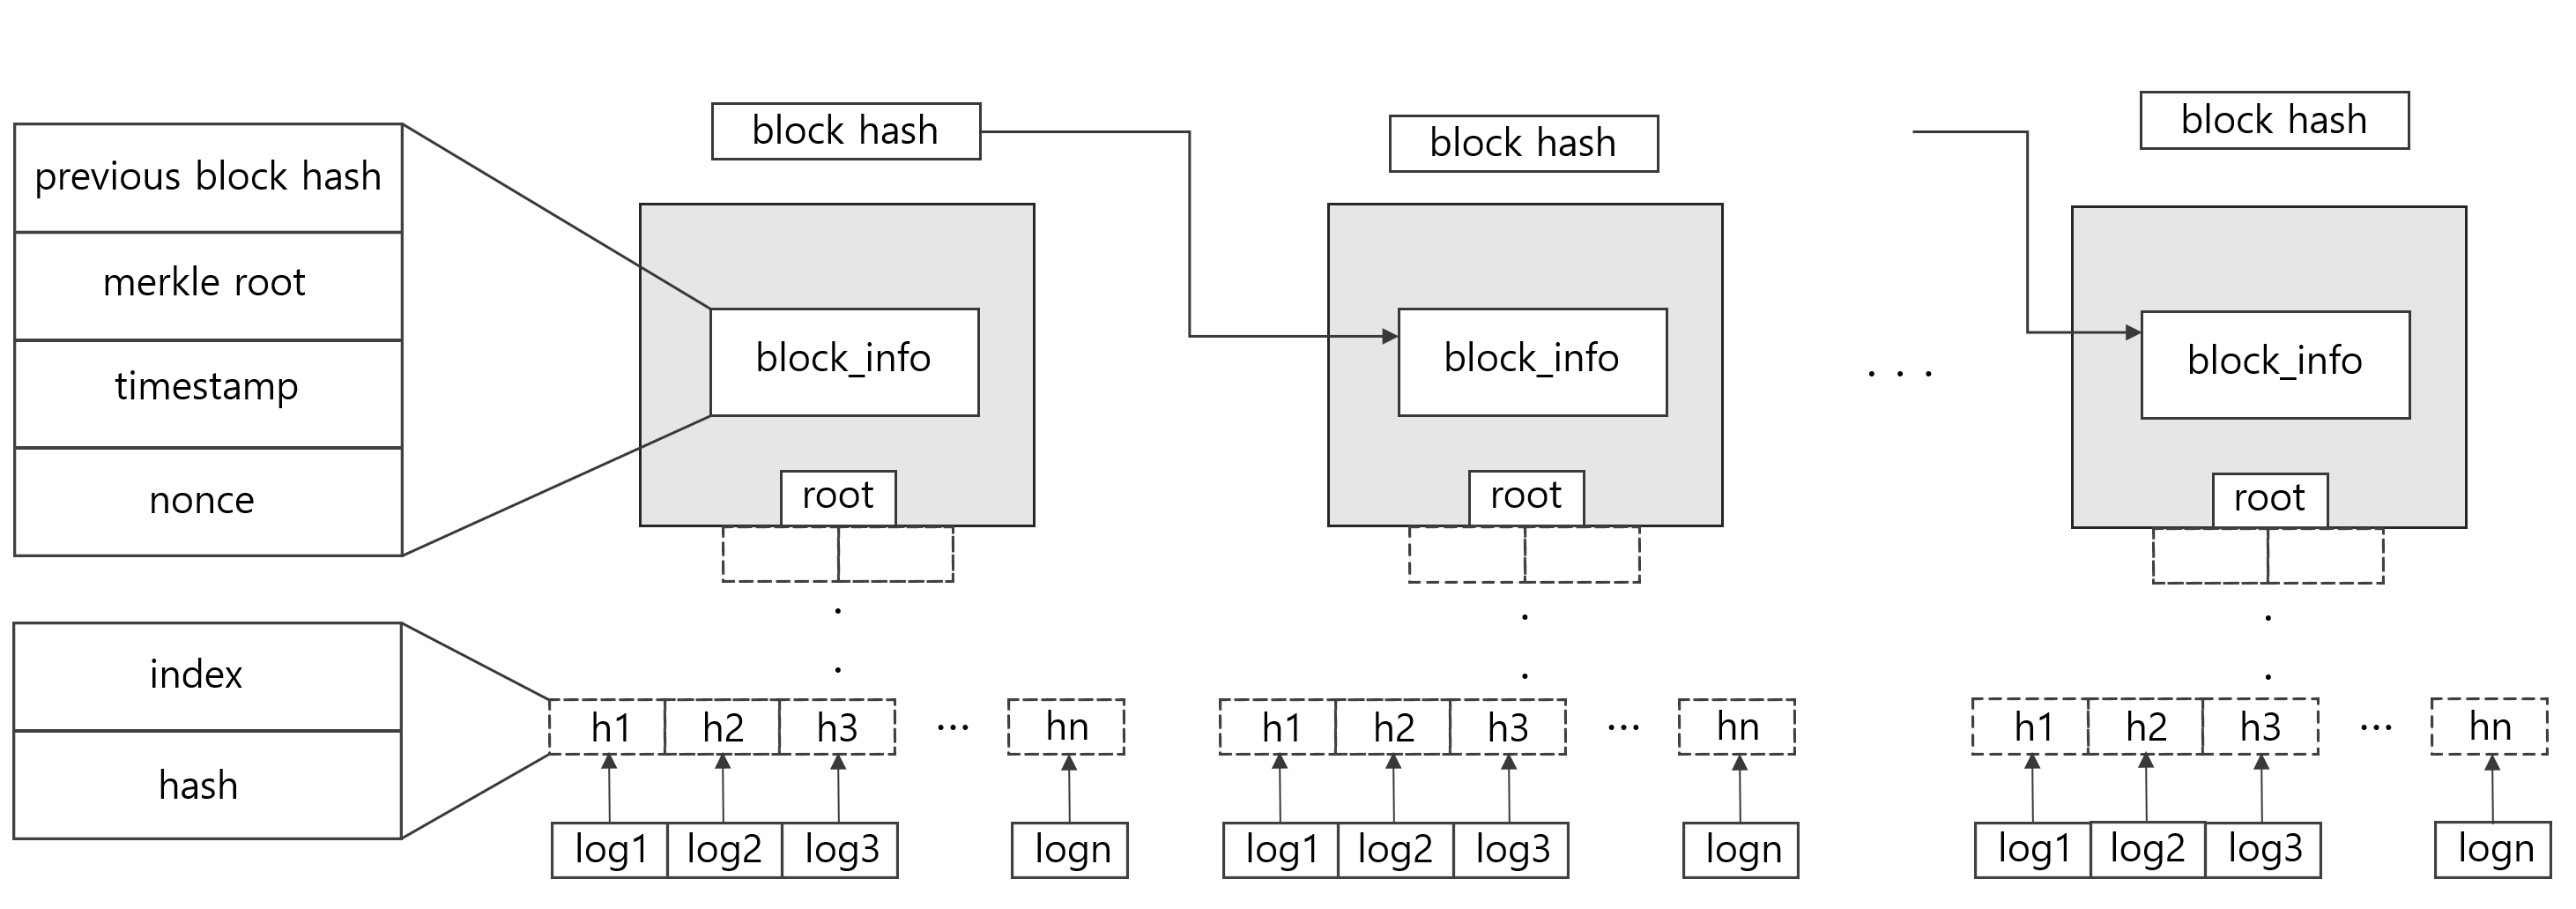 block hash
block hash
block hash
previous block hash
merkle root
timestamp
nonce
block_info
block_info
. . .
block_info
root
root
root
index
hash
h1 h2 h3 ... hn
h1 h2 h3 ... hn
h1 h2 h3 ... hn
log1 log2 log3 logn
log1 log2 log3 logn
log1 log2 log3 logn